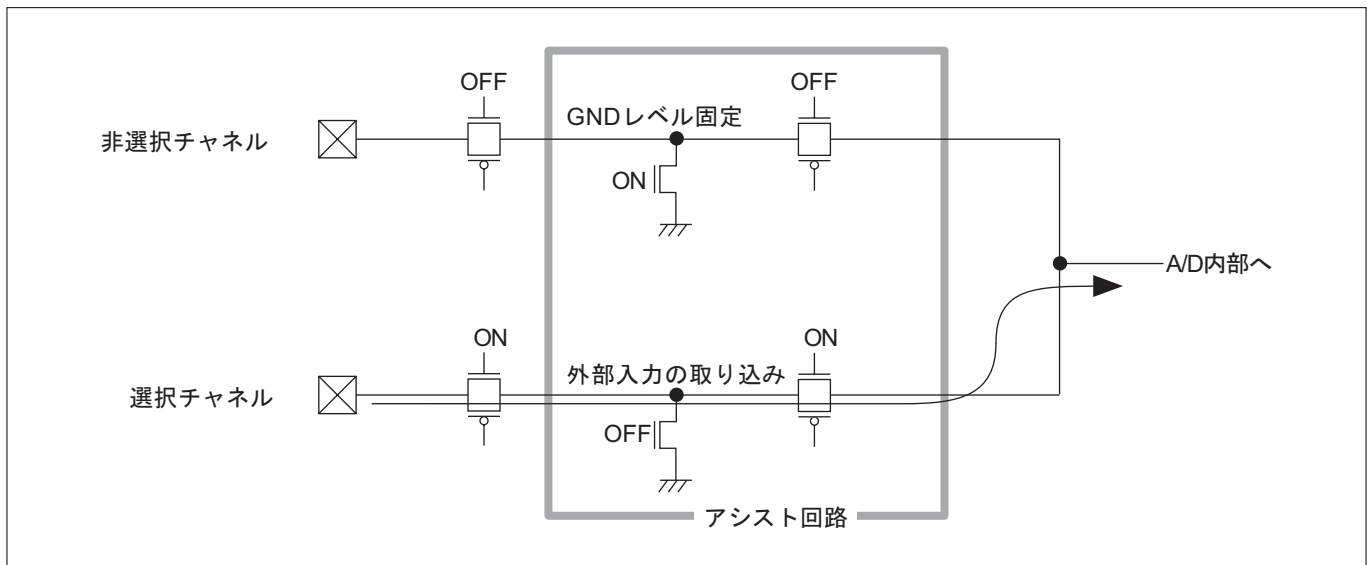 OFF
OFF
GNDレベル固定
非選択チャネル
ON
A/D内部へ
ON
ON
外部入力の取り込み
選択チャネル
OFF
アシスト回路